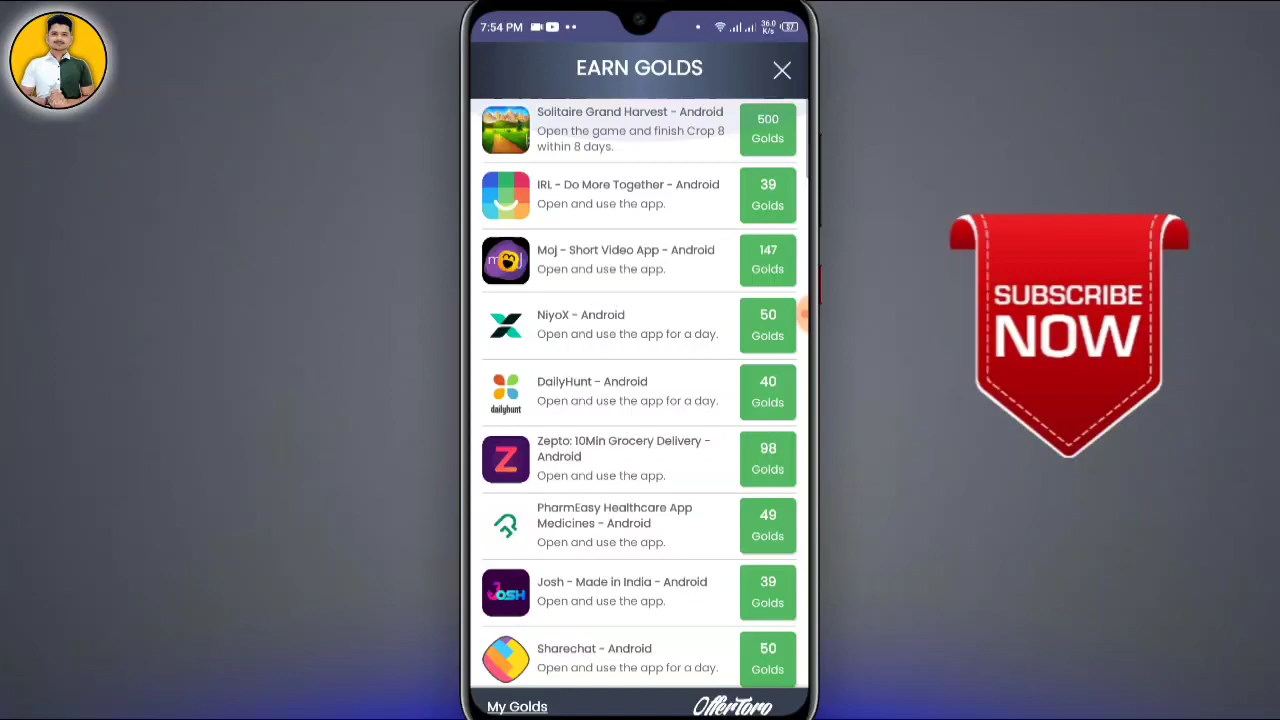 7:54 PM
36.0
K/s
57
EARN GOLDS
Solitaire Grand Harvest - Android
Open the game and finish Crop 8
within 8 days.
500
Golds
IRL - Do More Together - Android
Open and use the app.
39
Golds
Moj - Short Video App - Android
Open and use the app.
147
Golds
NiyoX - Android
Open and use the app for a day.
50
Golds
dailyhunt
DailyHunt - Android
Open and use the app for a day.
40
Golds
Z
Zepto: 10Min Grocery Delivery -
Android
Open and use the app.
98
Golds
PharmEasy Healthcare App
Medicines - Android
Open and use the app.
49
Golds
JOSH
Josh - Made in India - Android
Open and use the app.
39
Golds
Sharechat - Android
Open and use the app for a day.
50
Golds
My Golds
OfferToro
SUBSCRIBE
NOW